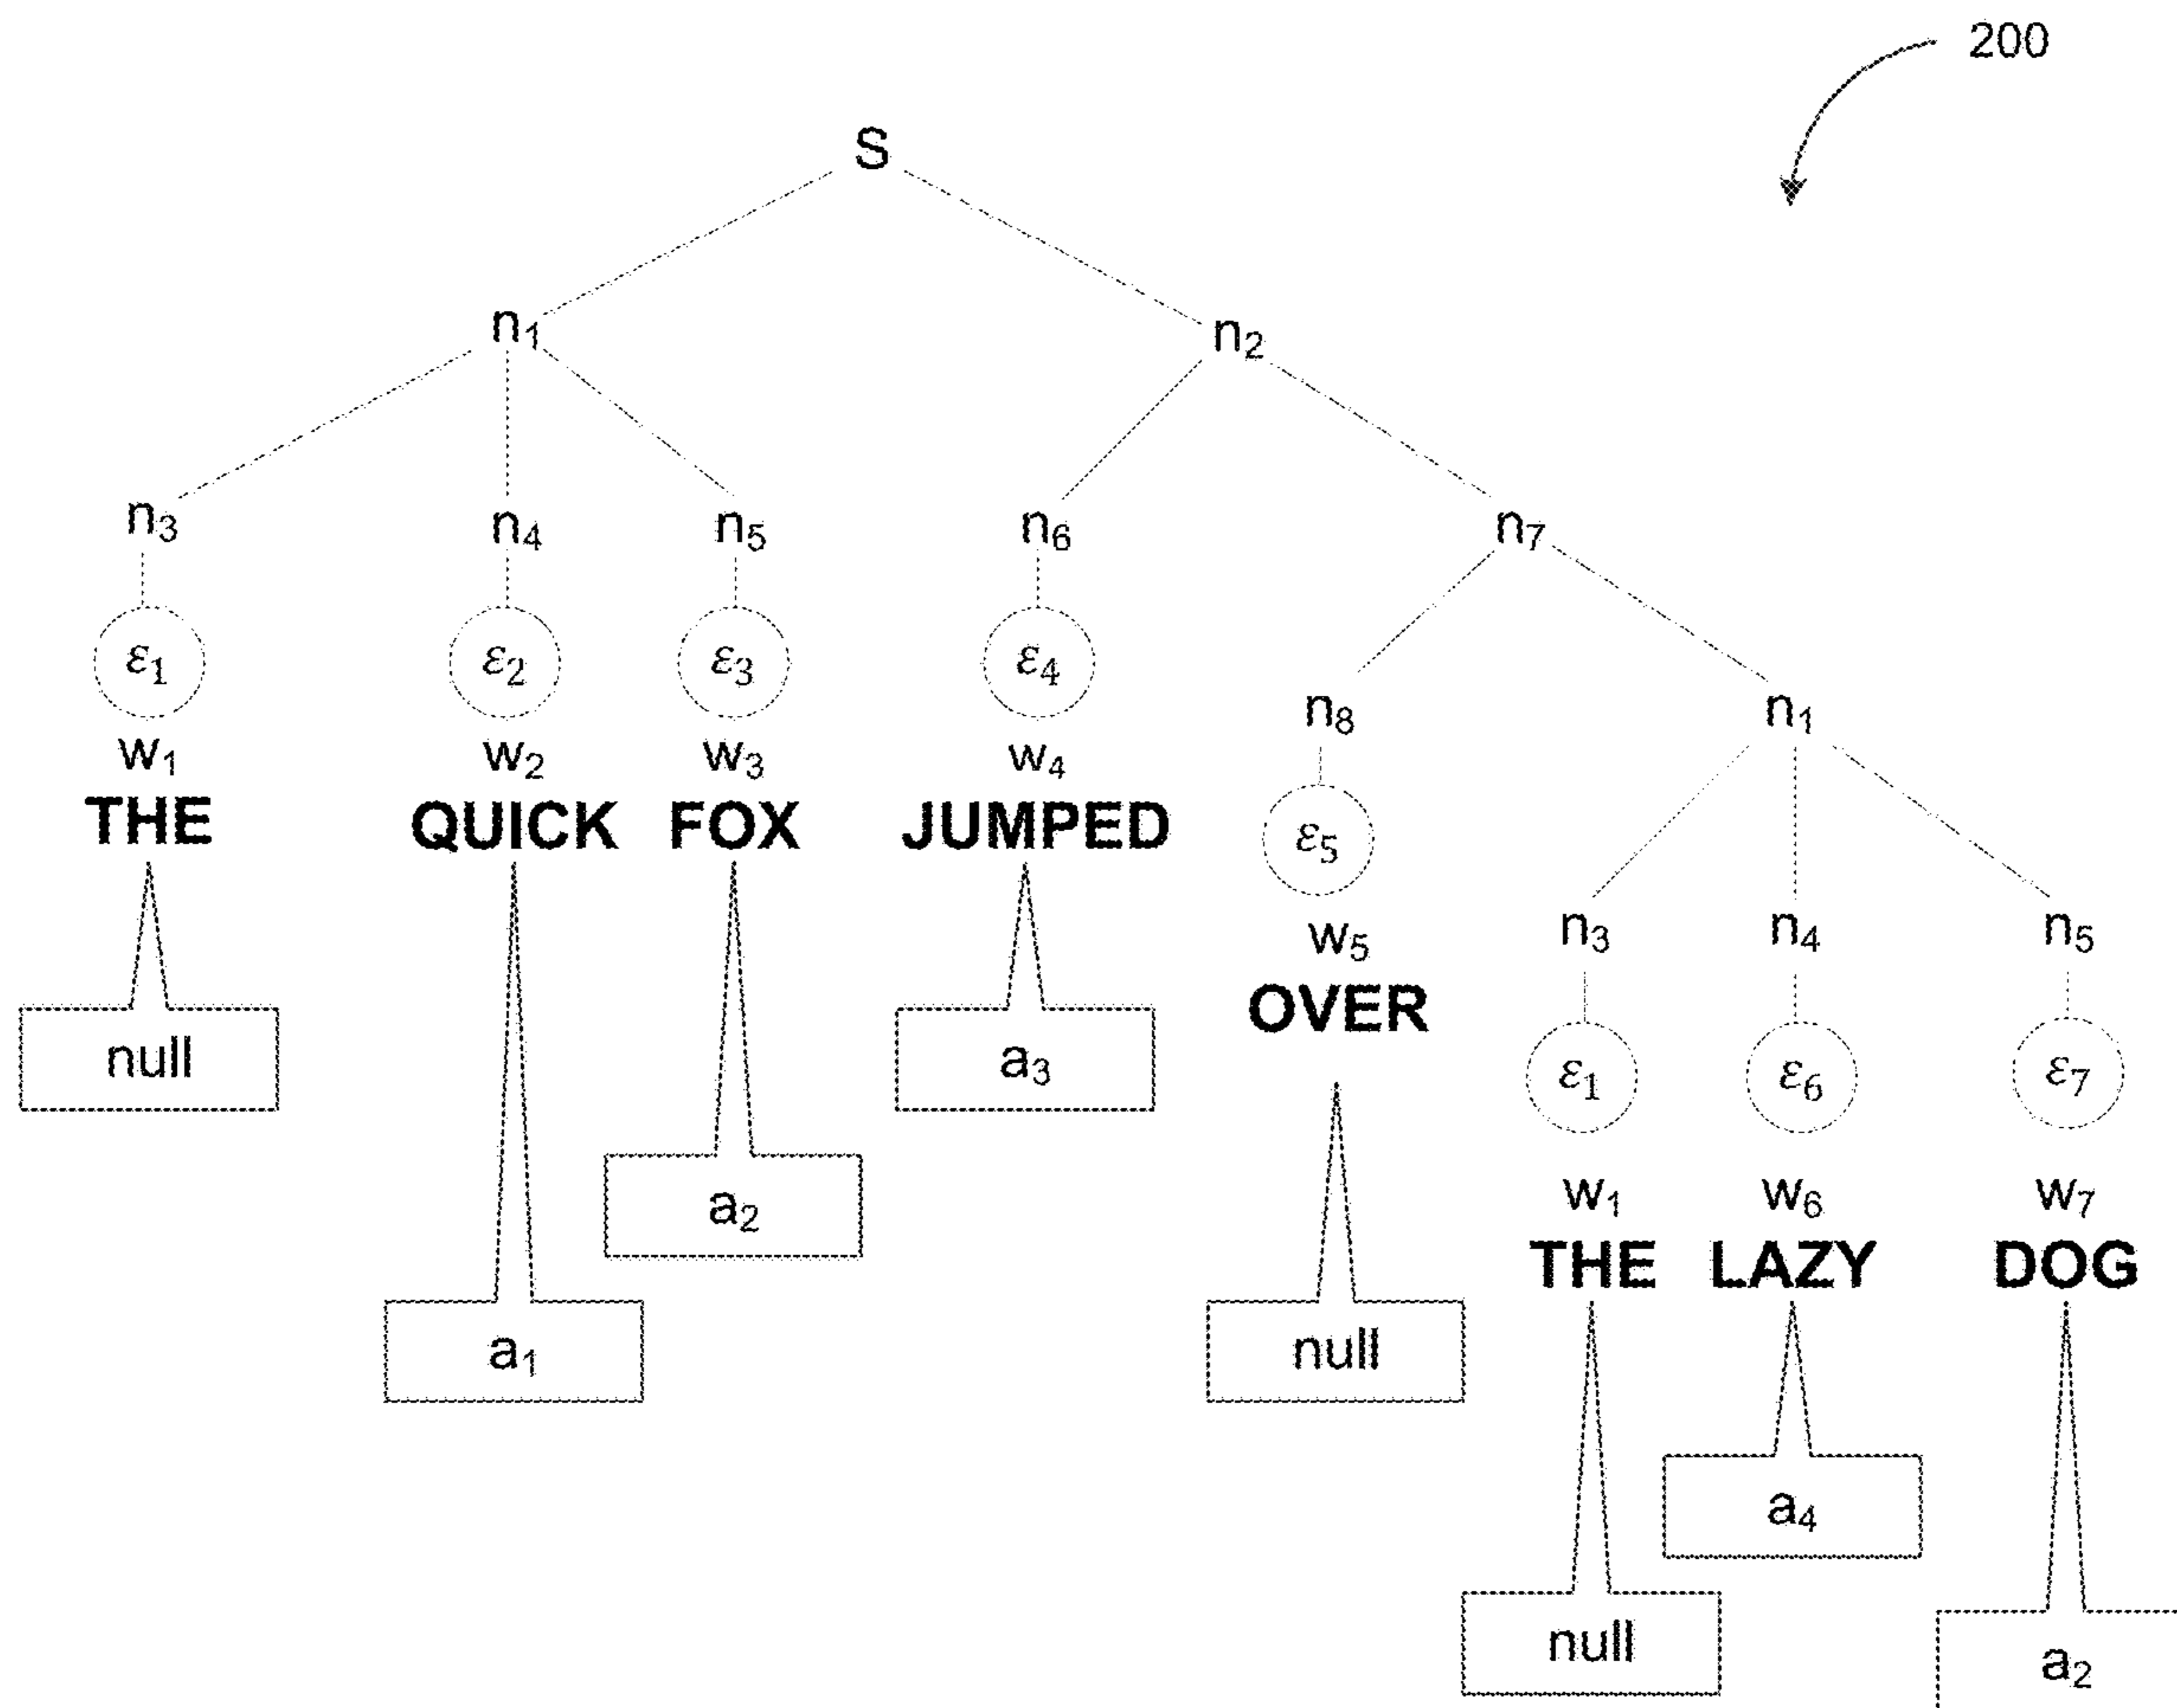 200
S
n₁ n₂
n₃ n₄ n₅ n₆ n₇
ε₁ ε₂ ε₃ ε₄
n₈ n₁
w₁ w₂ w₃ w₄
THE QUICK FOX JUMPED
ε₅
n₃ n₄ n₅
w₅
OVER
null a₃
ε₁ ε₆ ε₇
a₂
w₁ w₆ w₇
THE LAZY DOG
a₁ null
a₄
null a₂